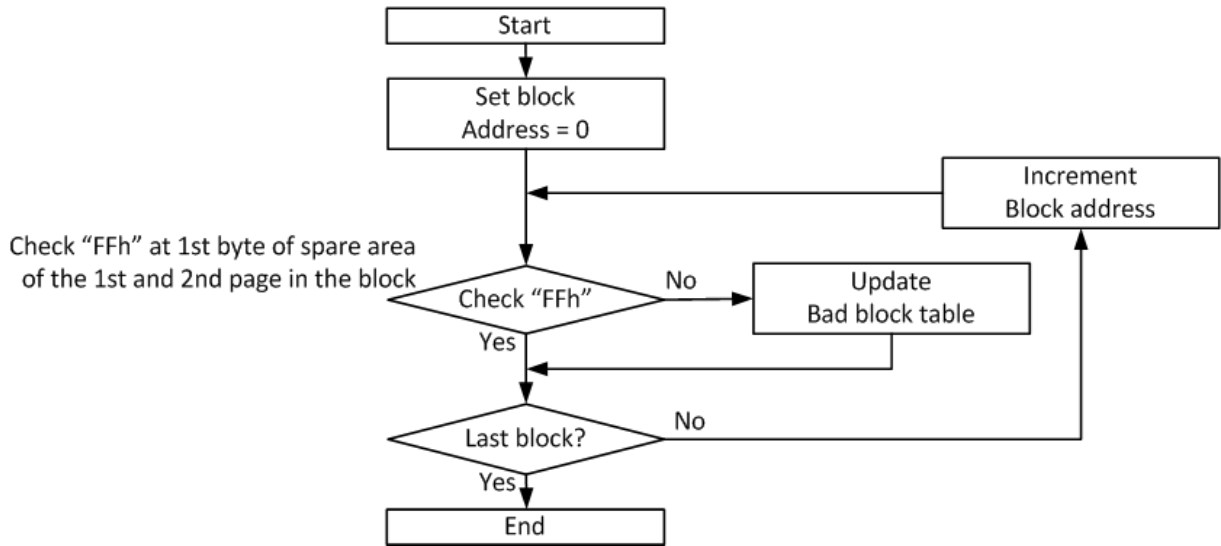 Start
Set block
Address = 0
Increment
Block address
Check “FFh” at 1st byte of spare area
of the 1st and 2nd page in the block
Check “FFh”
No
Update
Bad block table
Yes
Last block?
No
Yes
End